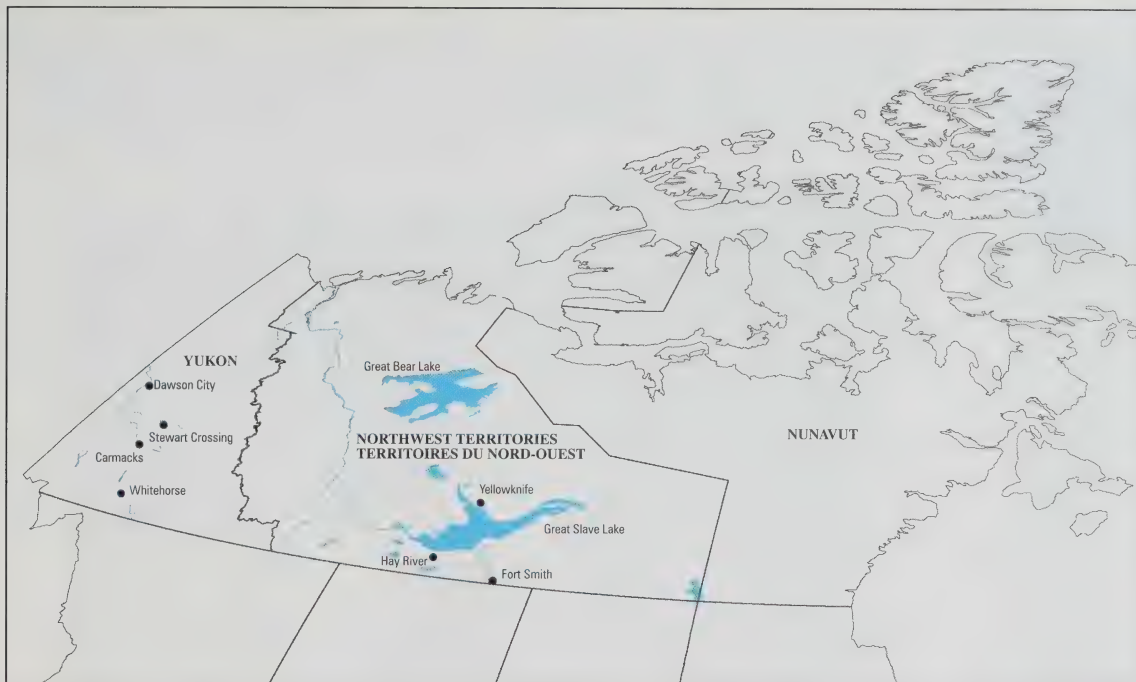 YUKON
Dawson City
Stewart Crossing
Carmacks
Whitehorse
Great Bear Lake
NORTHWEST TERRITORIES
TERRITOIRES DU NORD-OUEST
Yellowknife
Great Slave Lake
Hay River
Fort Smith
NUNAVUT